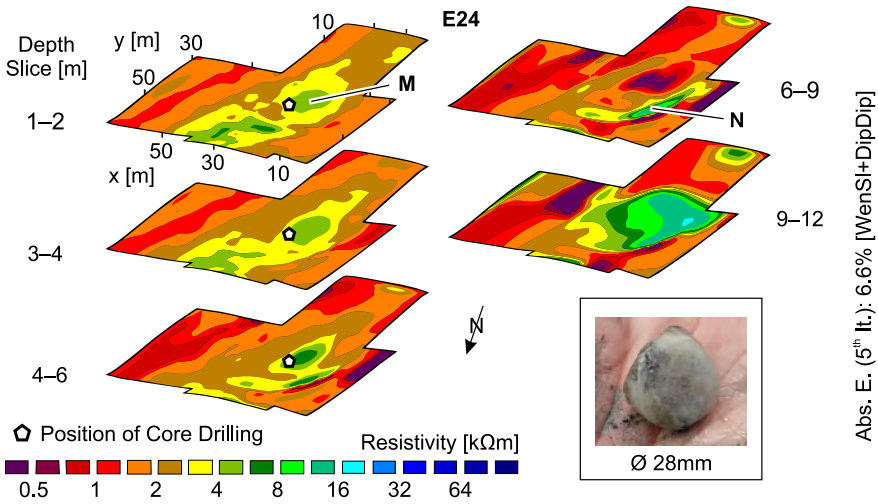 E24
Depth
Slice [m]
y [m]
30
50
10
M
1–2
50
30
10
x [m]
3–4
4–6
6–9
N
9–12
N
Abs. E. (5th It.): 6.6% [WenSl+DipDip]
Position of Core Drilling
Resistivity [kΩm]
0.5 1 2 4 8 16 32 64
Ø 28mm